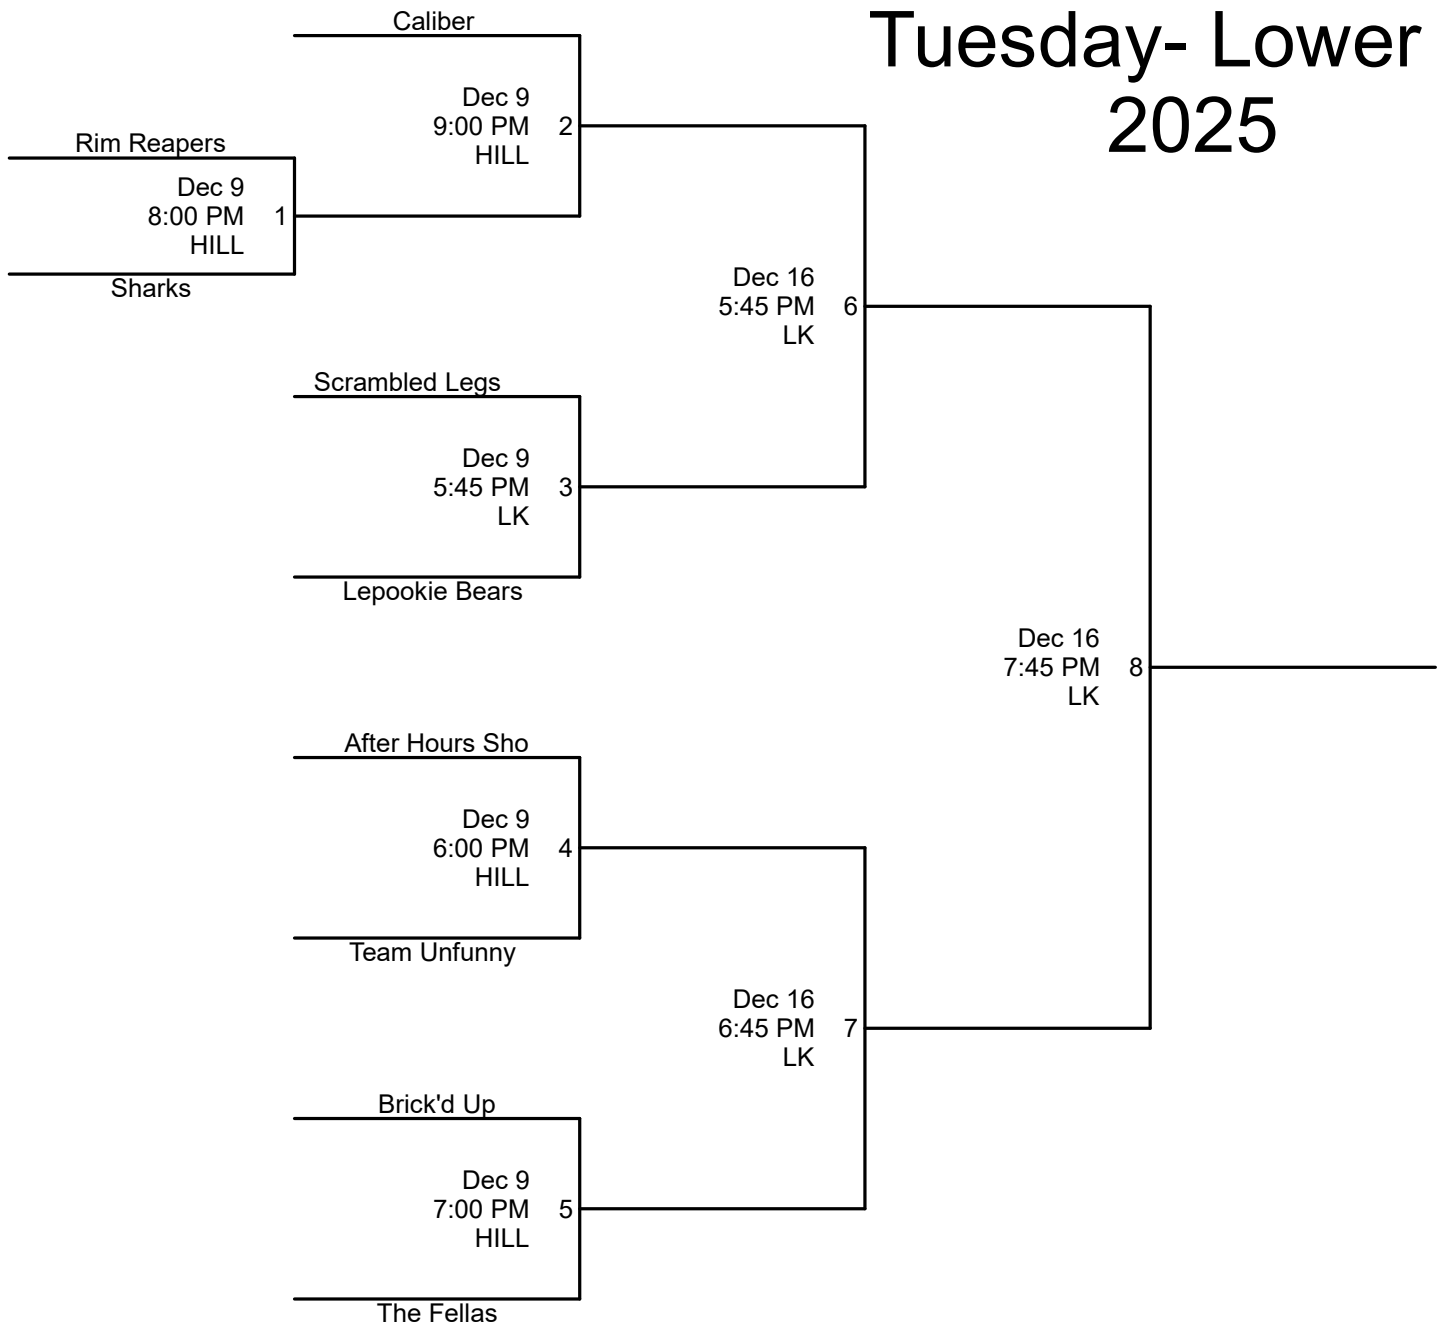 Tuesday- Lower
2025
Caliber
Dec 9
9:00 PM 2
HILL
Rim Reapers
Dec 9
8:00 PM 1
HILL
Sharks
Dec 16
5:45 PM 6
LK
Scrambled Legs
Dec 9
5:45 PM 3
LK
Lepookie Bears
Dec 16
7:45 PM 8
LK
After Hours Sho
Dec 9
6:00 PM 4
HILL
Team Unfunny
Dec 16
6:45 PM 7
LK
Brick'd Up
Dec 9
7:00 PM 5
HILL
The Fellas